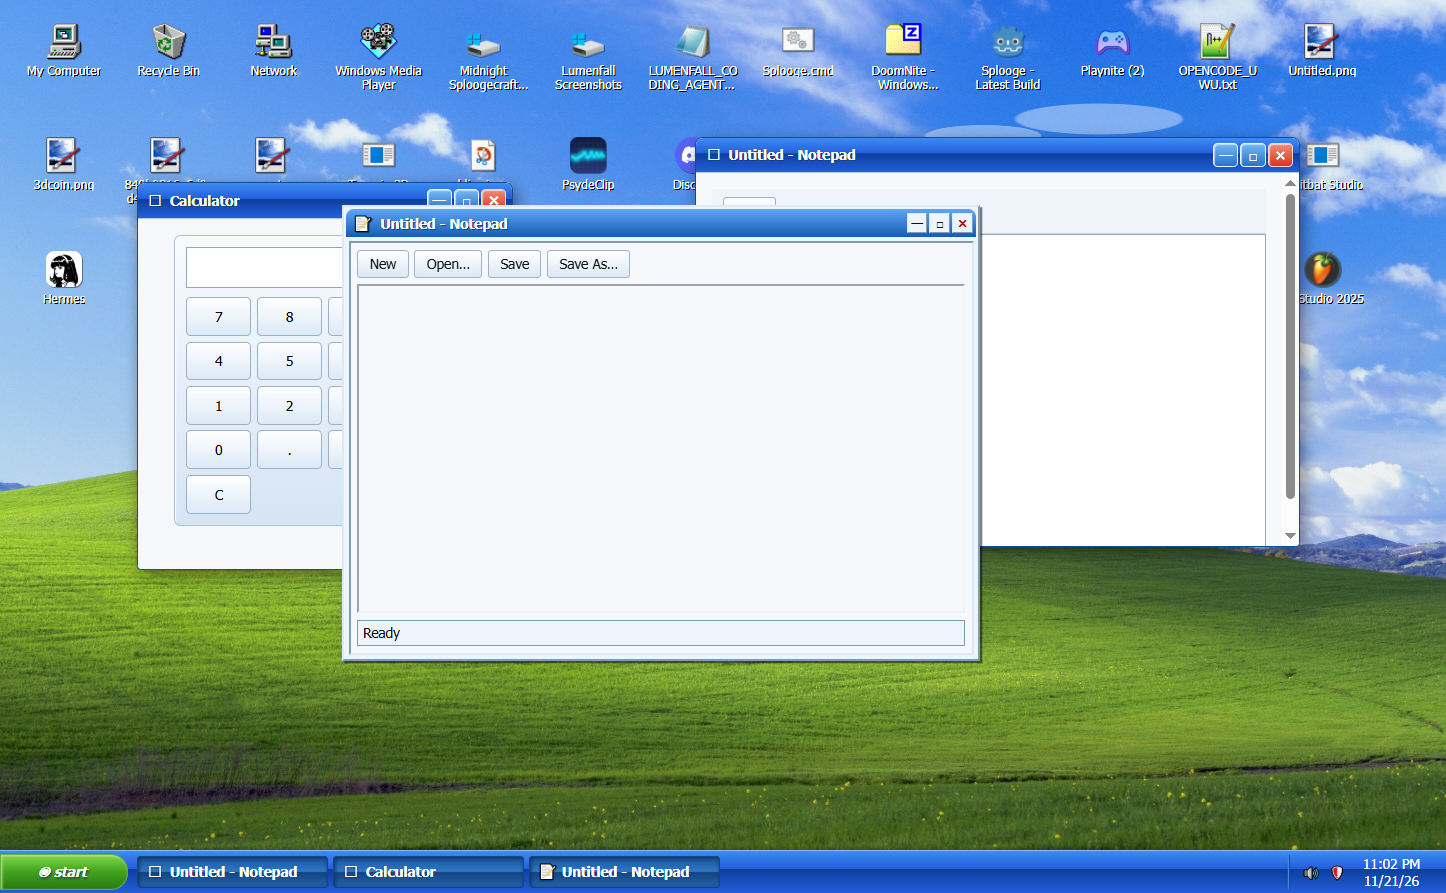 My Computer
Recycle Bin
Network
Windows Media
Player
Midnight
Sploogecraft...
Lumenfall
Screenshots
LUMENFALL_CO
DING_AGENT...
Splooge.cmd
DoomNite -
Windows...
Splooge -
Latest Build
Playnite (2)
OPENCODE_U
WU.txt
Untitled.png
3dcoin.png
PsydeClip
Disc
itbat Studio
Hermes
Studio 2025
Untitled - Notepad
Calculator
7
8
4
5
1
2
0
.
C
Untitled - Notepad
New
Open...
Save
Save As...
Ready
start
Untitled - Notepad
Calculator
Untitled - Notepad
11:02 PM
11/21/26